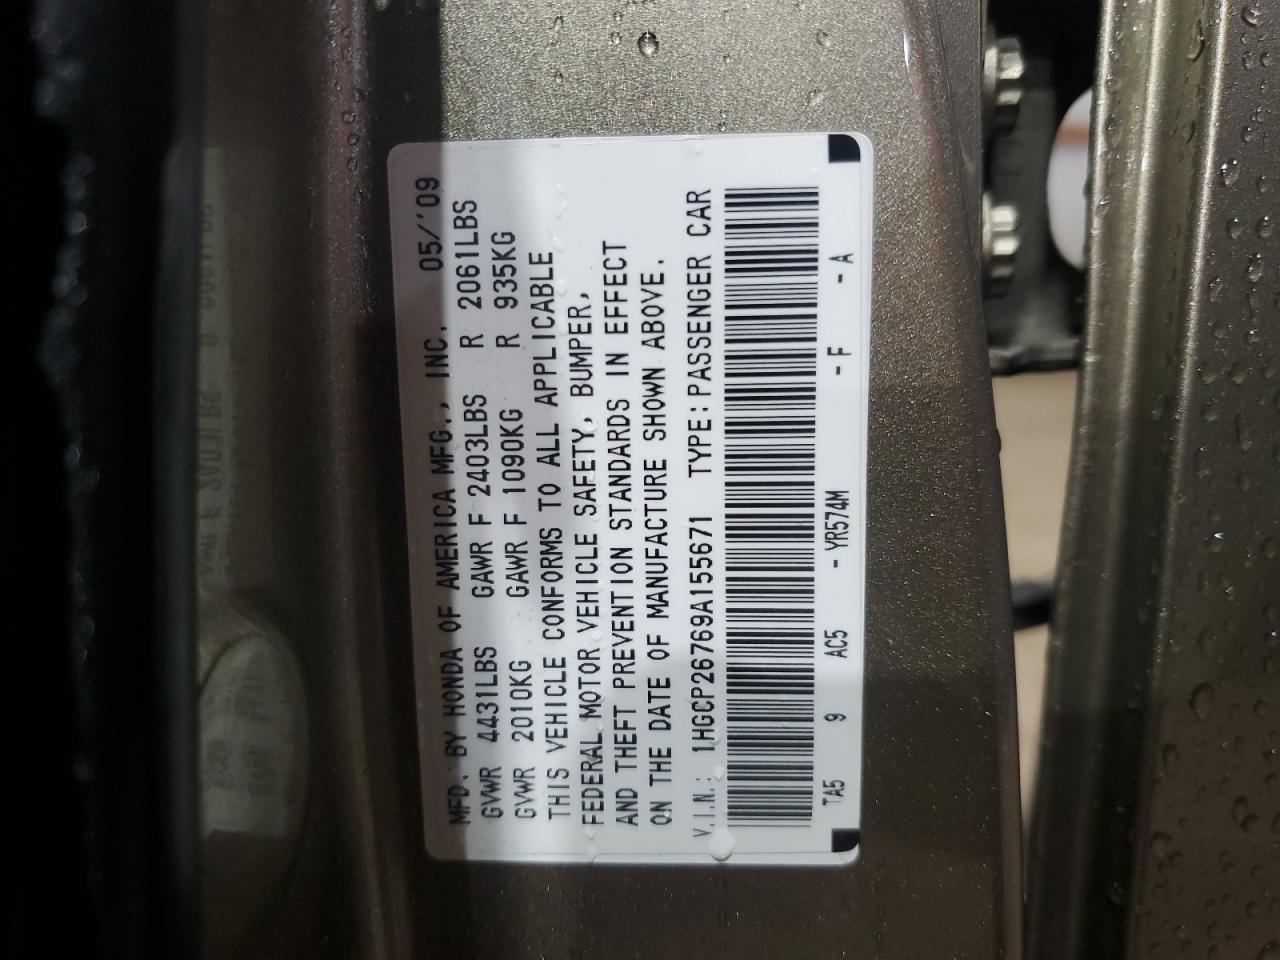 MFD. BY HONDA OF AMERICA MFG., INC. 05/'09
GVWR 4431LBS GAWR F 2403LBS R 2061LBS
GVWR 2010KG GAWR F 1090KG R 935KG
THIS VEHICLE CONFORMS TO ALL APPLICABLE
FEDERAL MOTOR VEHICLE SAFETY, BUMPER,
AND THEFT PREVENTION STANDARDS IN EFFECT
ON THE DATE OF MANUFACTURE SHOWN ABOVE.
V.I.N.: 1HGCP26769A155671 TYPE:PASSENGER CAR
TA5 9 AC5 - YR574M - F - A